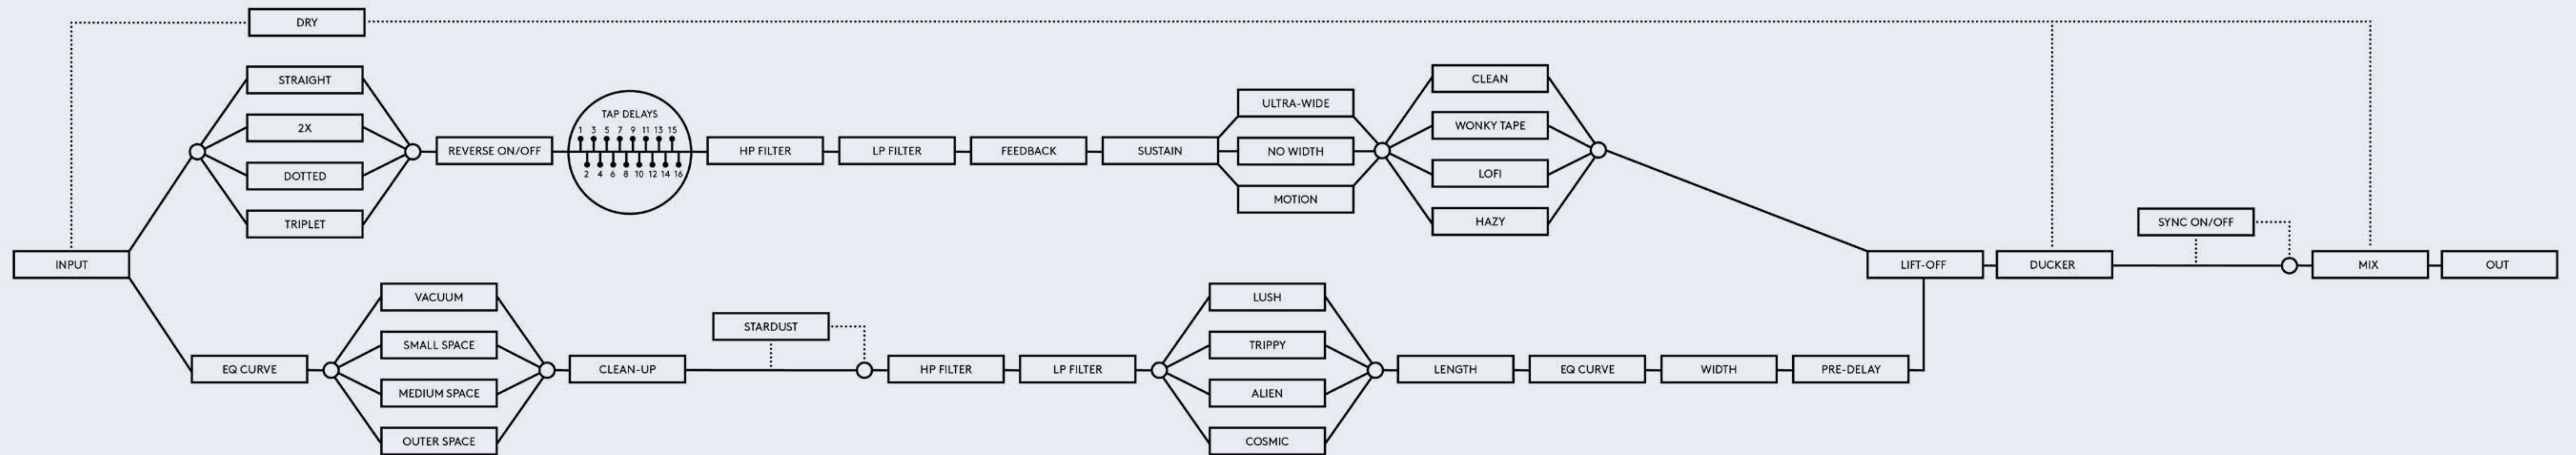 DRY
STRAIGHT
2X
DOTTED
TRIPLET
REVERSE ON/OFF
TAP DELAYS
1 3 5 7 9 11 13 15
2 4 6 8 10 12 14 16
HP FILTER
LP FILTER
FEEDBACK
SUSTAIN
ULTRA-WIDE
NO WIDTH
MOTION
CLEAN
WONKY TAPE
LOFI
HAZY
INPUT
EQ CURVE
VACUUM
SMALL SPACE
MEDIUM SPACE
OUTER SPACE
CLEAN-UP
STARDUST
HP FILTER
LP FILTER
LUSH
TRIPPY
ALIEN
COSMIC
LENGTH
EQ CURVE
WIDTH
PRE-DELAY
LIFT-OFF
DUCKER
SYNC ON/OFF
MIX
OUT